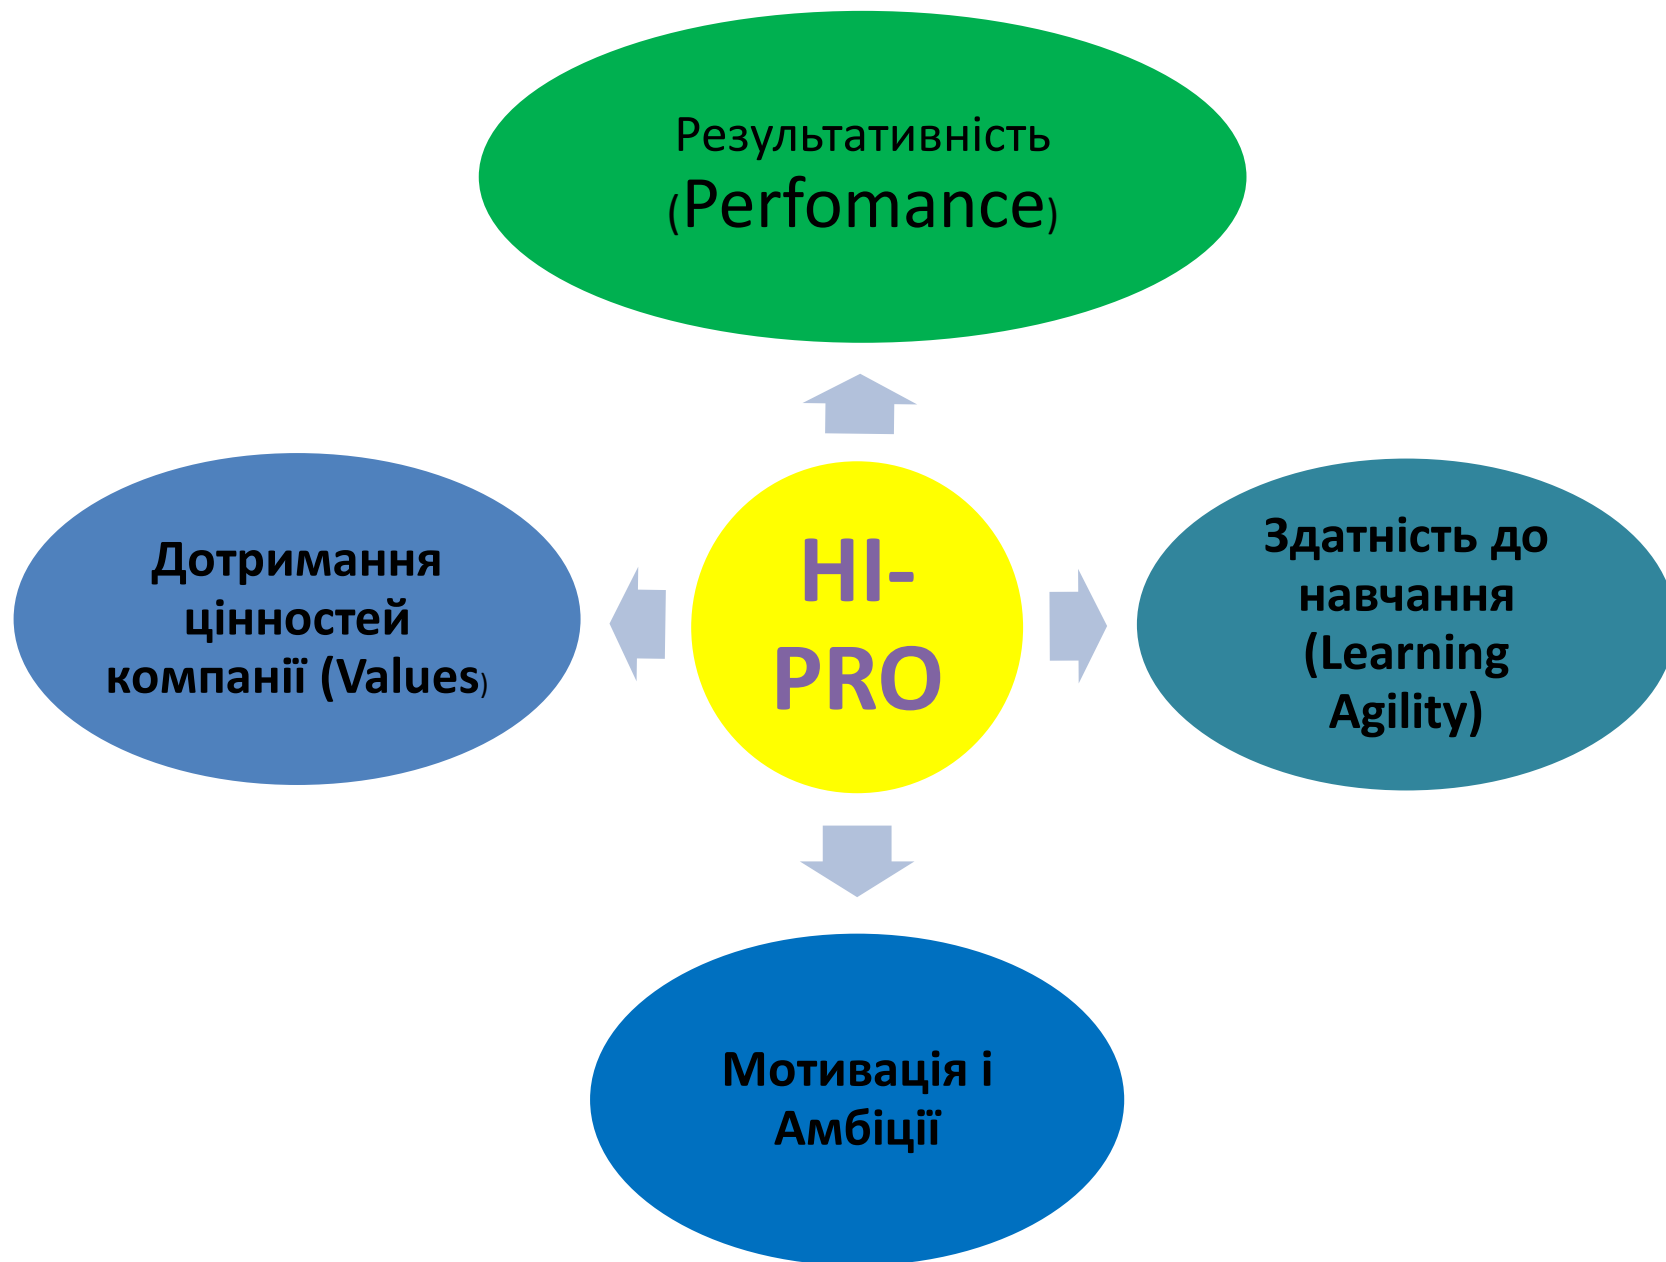 Результативність
(Perfomance)
Дотримання
цінностей
компанії (Values)
HI-
PRO
Здатність до
навчання
(Learning
Agility)
Мотивація і
Амбіції